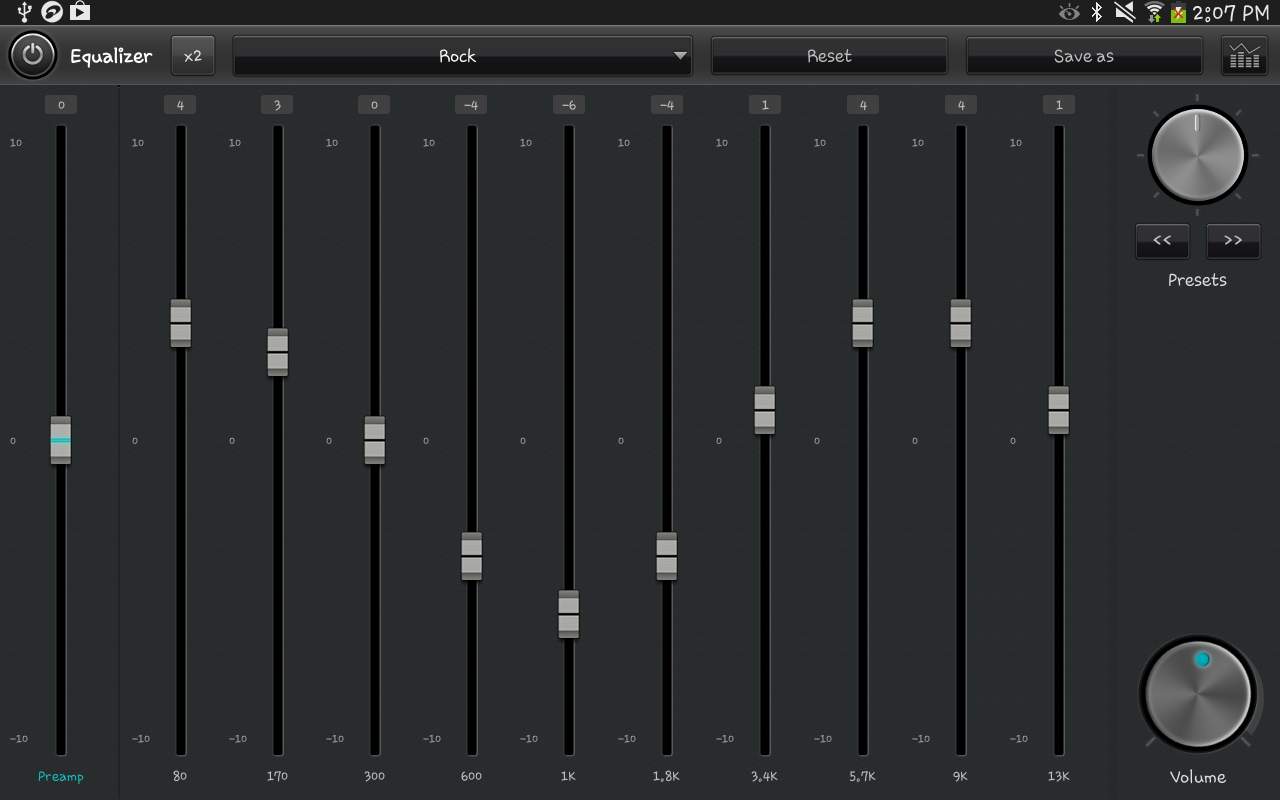 2:07 PM
Equalizer x2 Rock Reset Save as
0 4 3 0 -4 -6 -4 1 4 4 1
10 10 10 10 10 10 10 10 10 10 10
<< >>
Presets
0 0 0 0 0 0 0 0 0 0 0
-10 -10 -10 -10 -10 -10 -10 -10 -10 -10 -10
Preamp 80 170 300 600 1K 1,8K 3,4K 5,7K 9K 13K Volume